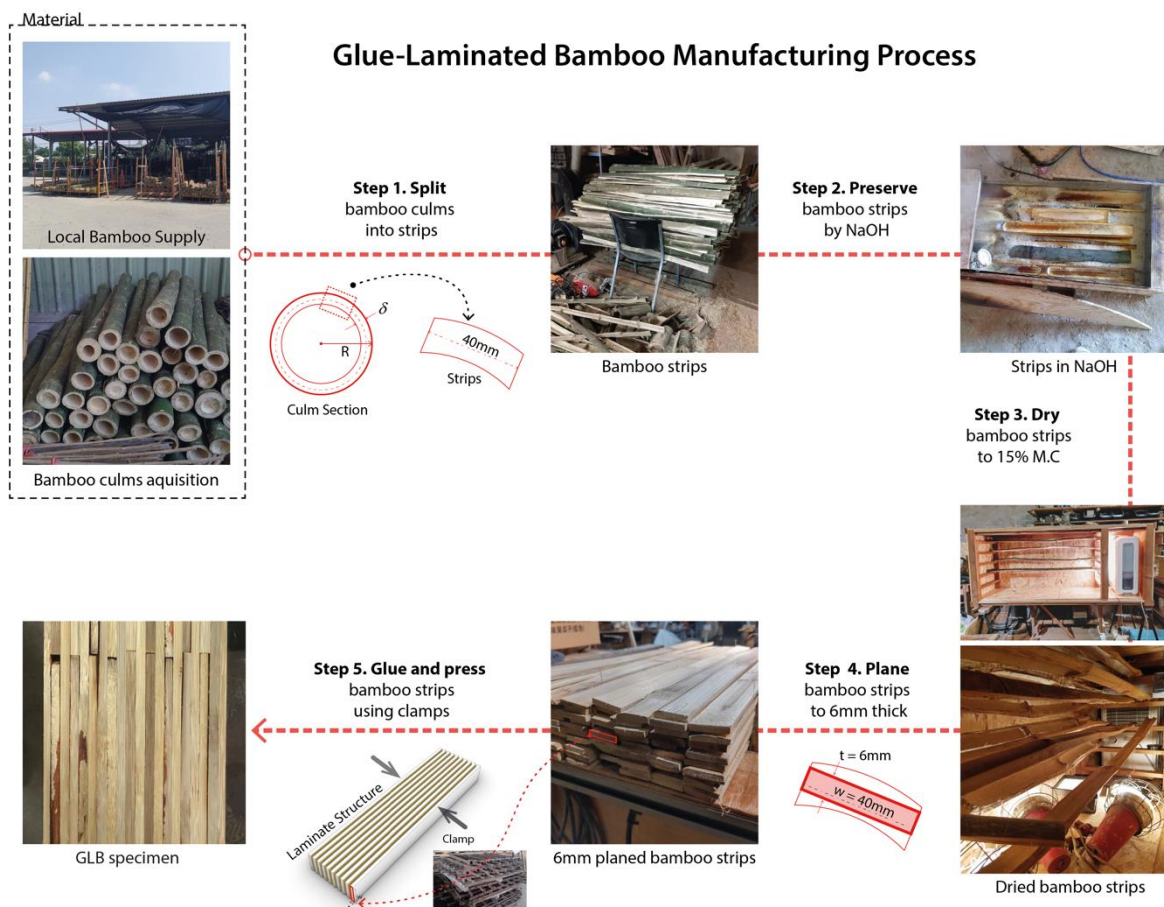 Material
Glue-Laminated Bamboo Manufacturing Process
Local Bamboo Supply
Bamboo culms aquisition
Step 1. Split
bamboo culms
into strips
δ
R
Culm Section
40mm
Strips
Bamboo strips
Step 2. Preserve
bamboo strips
by NaOH
Strips in NaOH
Step 3. Dry
bamboo strips
to 15% M.C
Dried bamboo strips
Step 4. Plane
bamboo strips
to 6mm thick
t = 6mm
w = 40mm
6mm planed bamboo strips
Step 5. Glue and press
bamboo strips
using clamps
Laminate Structure
Clamp
GLB specimen